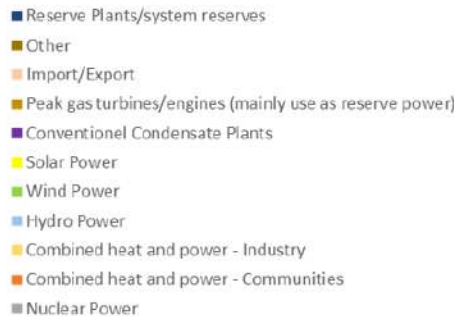 Reserve Plants/system reserves
Other
Import/Export
Peak gas turbines/engines (mainly use as reserve power)
Conventionel Condensate Plants
Solar Power
Wind Power
Hydro Power
Combined heat and power - Industry
Combined heat and power - Communities
Nuclear Power